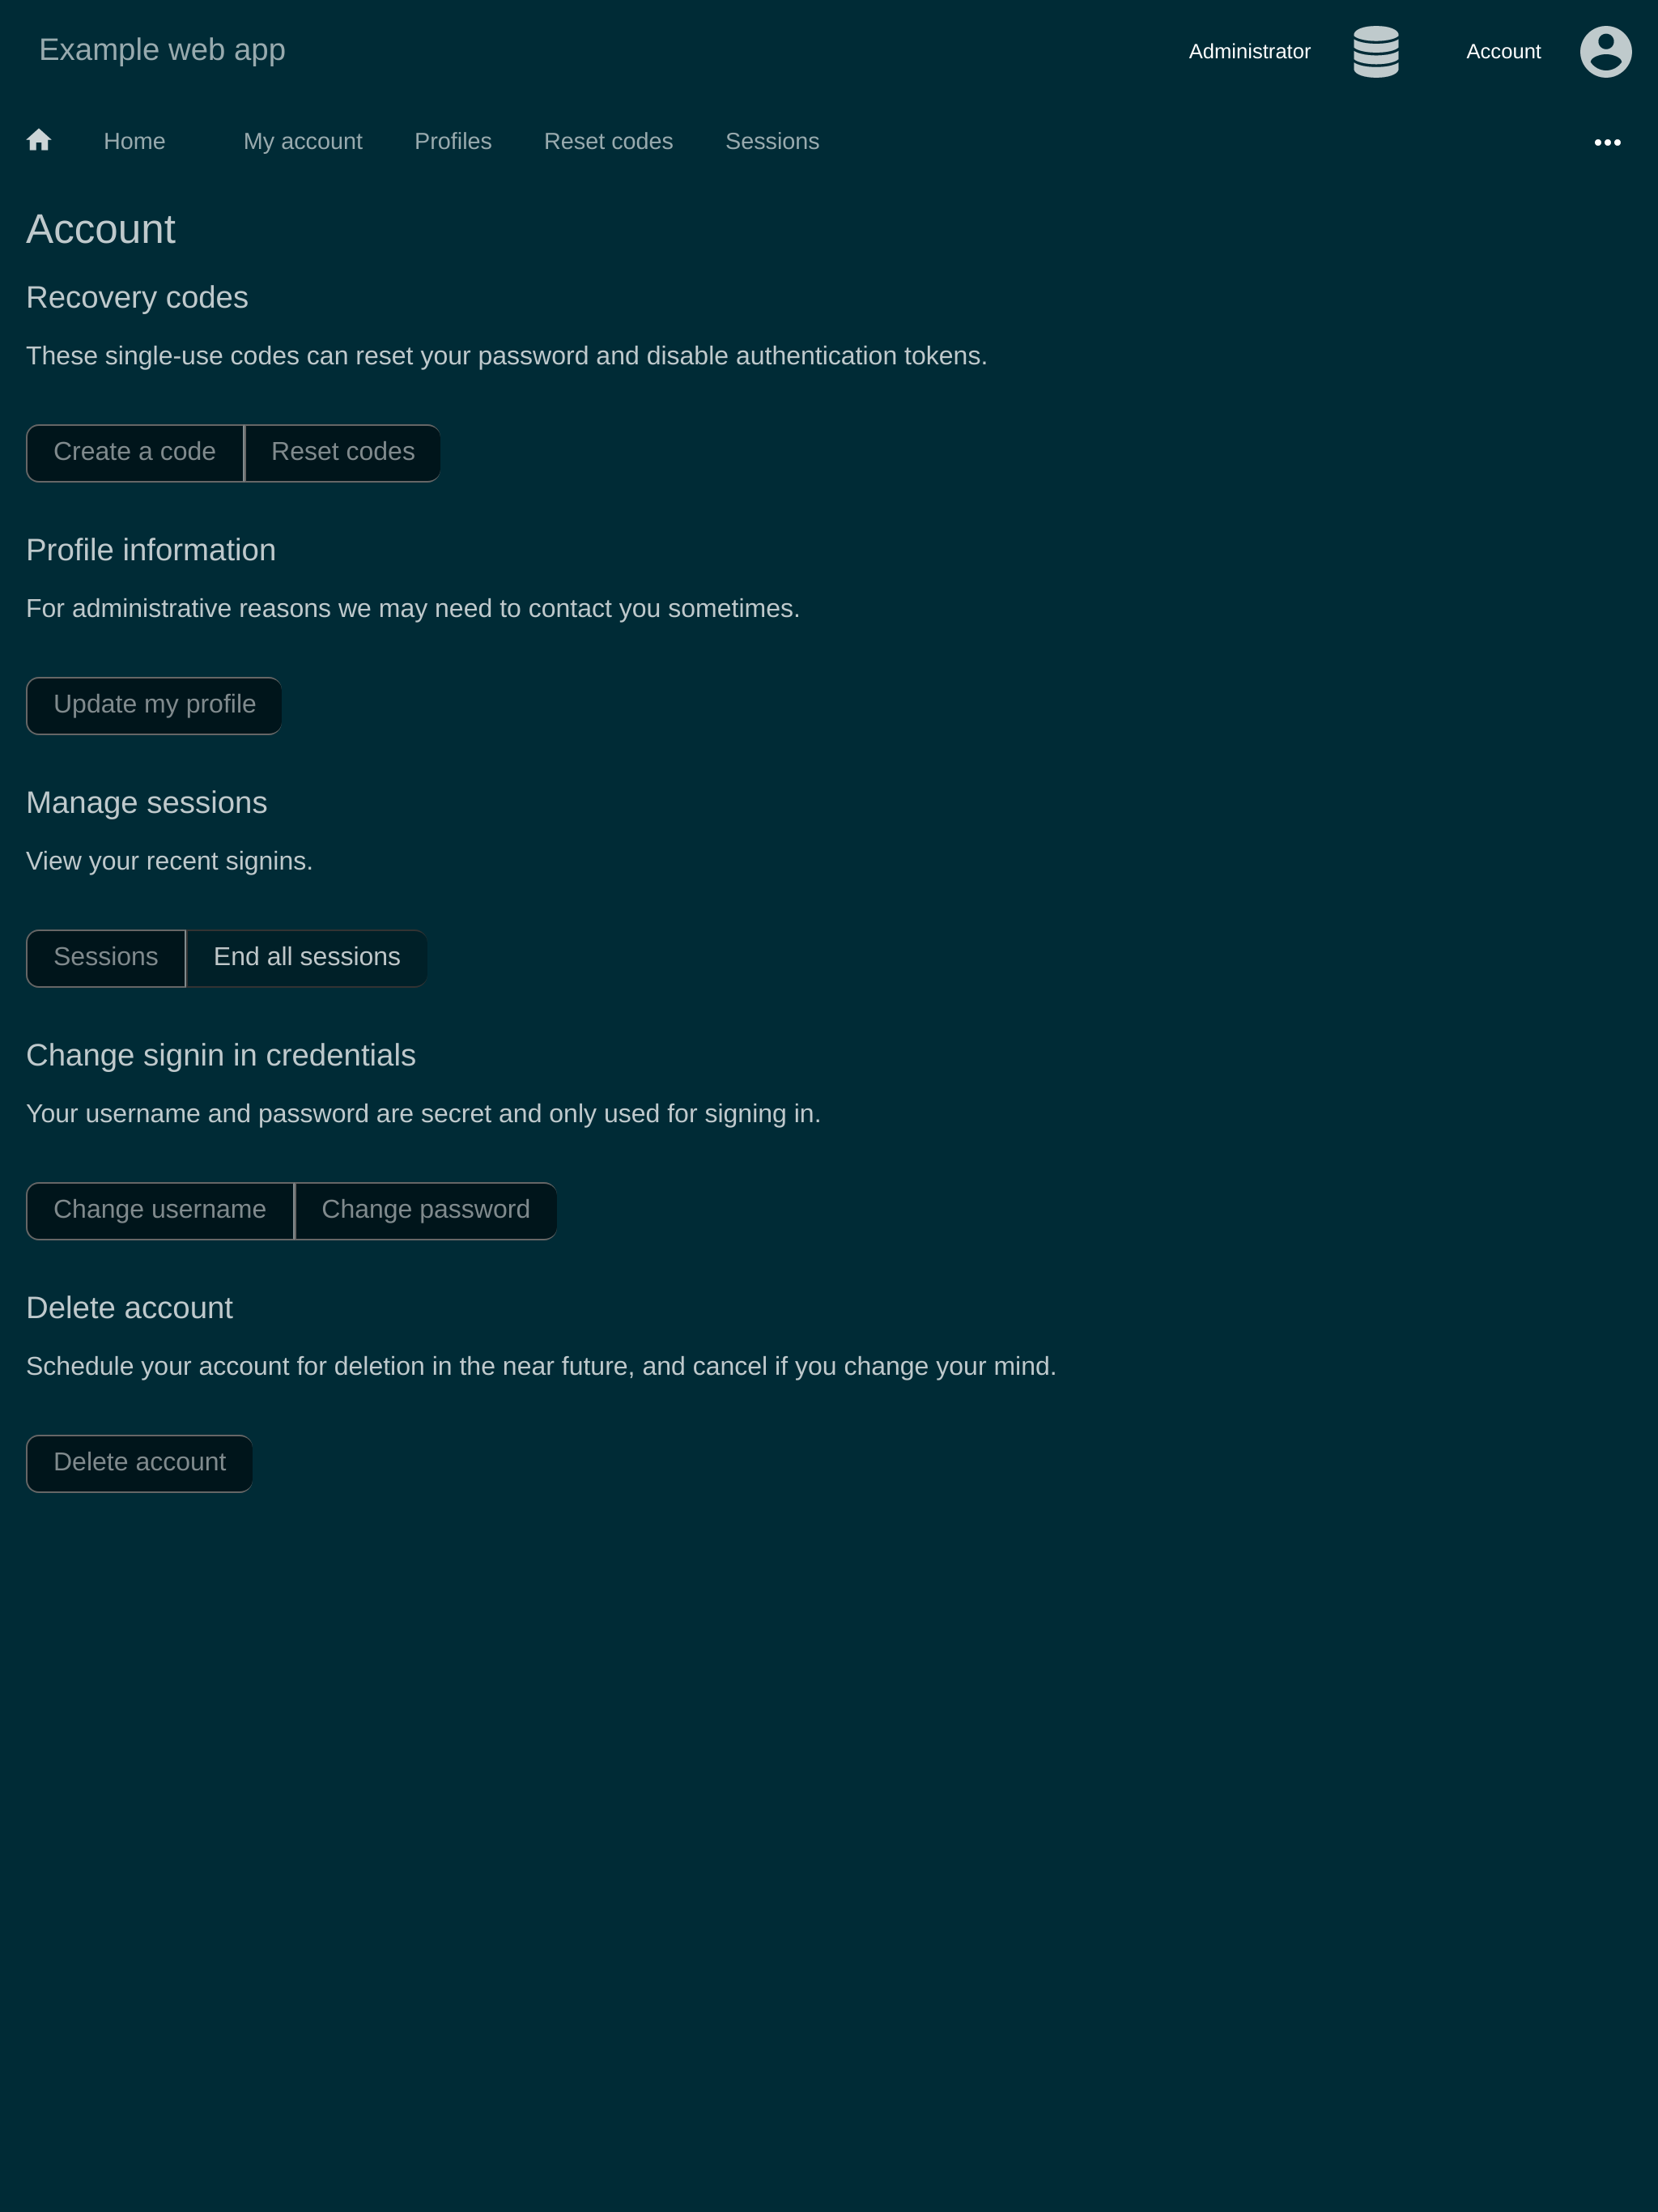 Example web app
Administrator
Account
Home
My account
Profiles
Reset codes
Sessions
Account
Recovery codes
These single-use codes can reset your password and disable authentication tokens.
Create a code
Reset codes
Profile information
For administrative reasons we may need to contact you sometimes.
Update my profile
Manage sessions
View your recent signins.
Sessions
End all sessions
Change signin in credentials
Your username and password are secret and only used for signing in.
Change username
Change password
Delete account
Schedule your account for deletion in the near future, and cancel if you change your mind.
Delete account